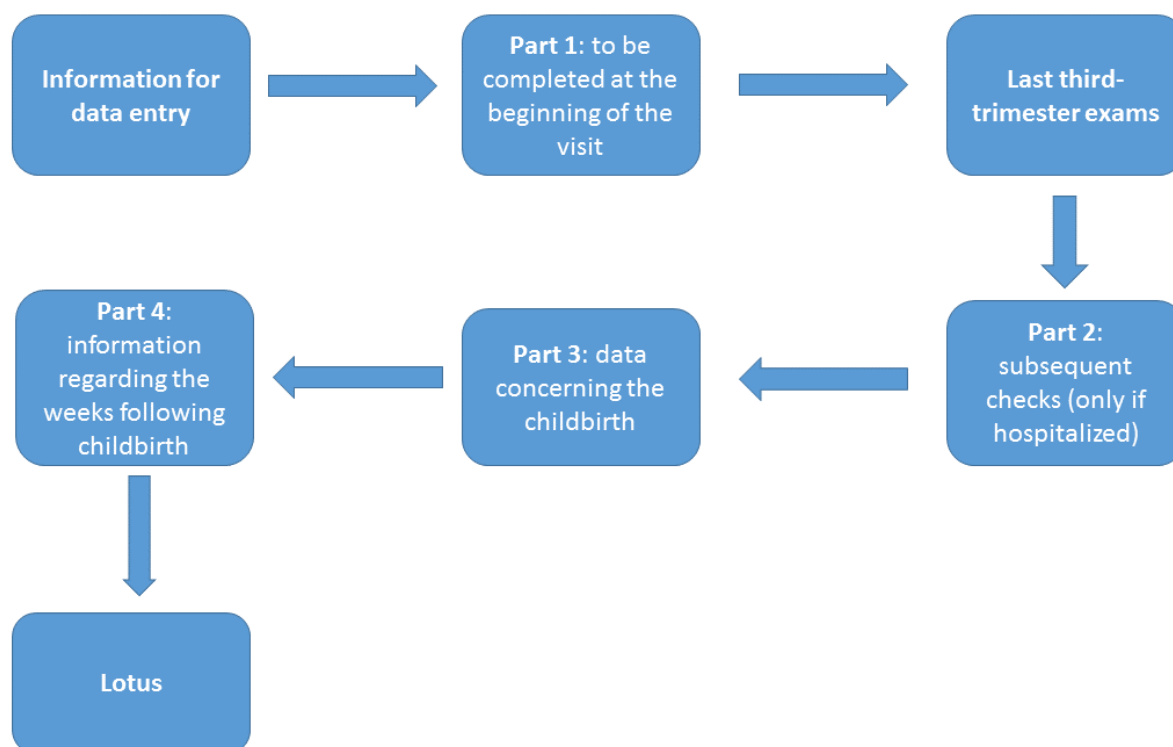 Information for
data entry
Part 1: to be
completed at the
beginning of the
visit
Last third-
trimester exams
Part 2:
subsequent
checks (only if
hospitalized)
Part 3: data
concerning the
childbirth
Part 4:
information
regarding the
weeks following
childbirth
Lotus